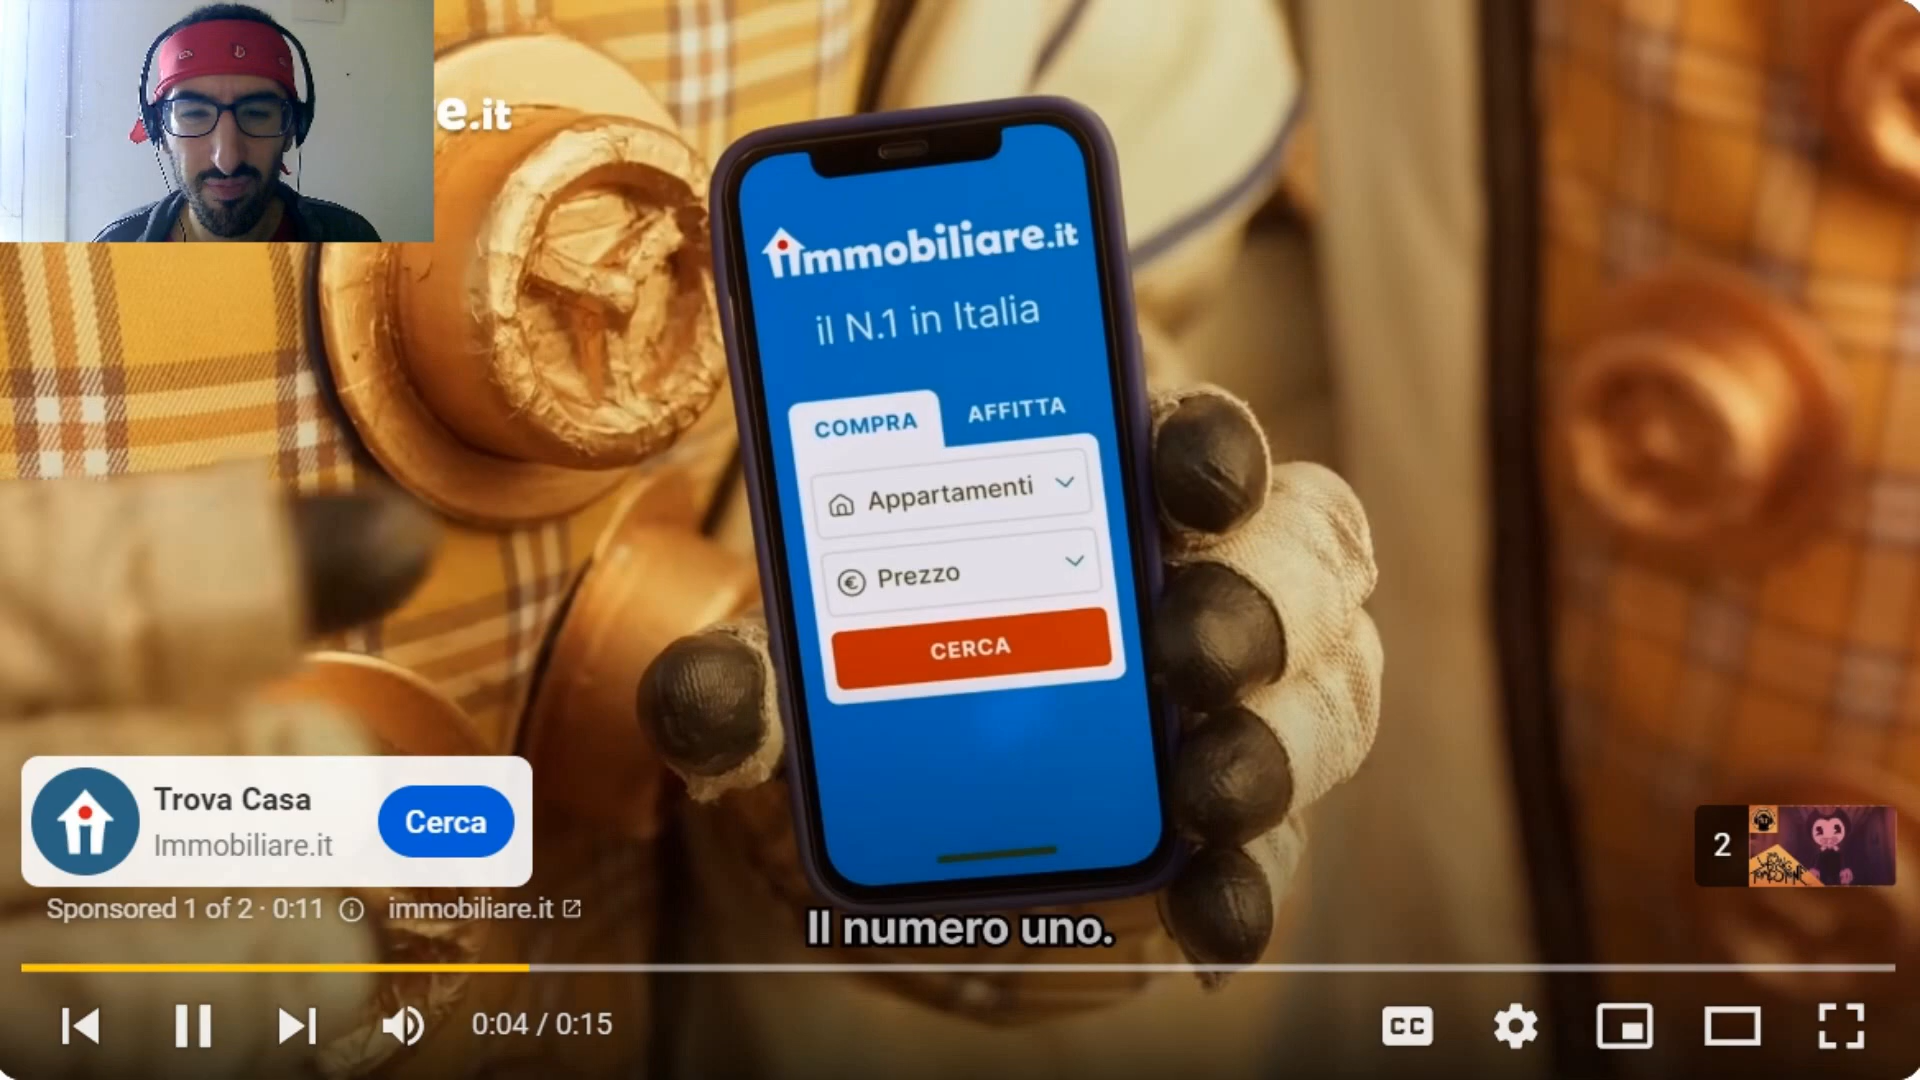 e.it
immobiliare.it
il N.1 in Italia
COMPRA AFFITTA
Appartamenti
Prezzo
CERCA
Trova Casa
Immobiliare.it
Cerca
2
Sponsored 1 of 2 · 0:11 immobiliare.it
Il numero uno.
0:04 / 0:15
CC